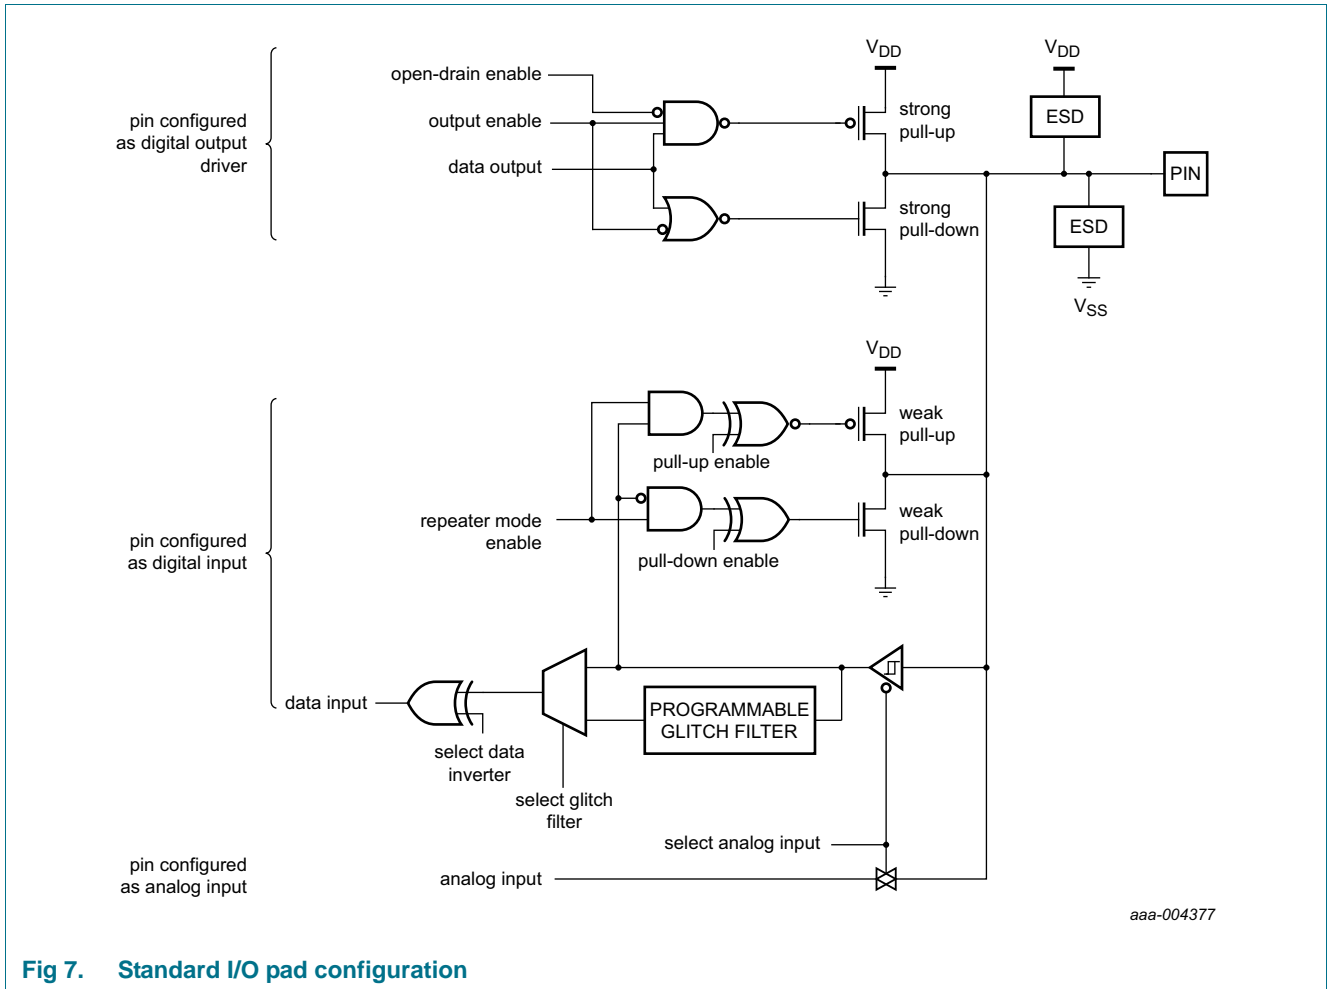 VDD
VDD
open-drain enable
strong
pull-up
ESD
pin configured
as digital output
driver
output enable
data output
PIN
strong
pull-down
ESD
VSS
VDD
weak
pull-up
pull-up enable
repeater mode
enable
weak
pull-down
pin configured
as digital input
pull-down enable
data input
PROGRAMMABLE
GLITCH FILTER
select data
inverter
select glitch
filter
select analog input
pin configured
as analog input
analog input
aaa-004377
Fig 7. Standard I/O pad configuration